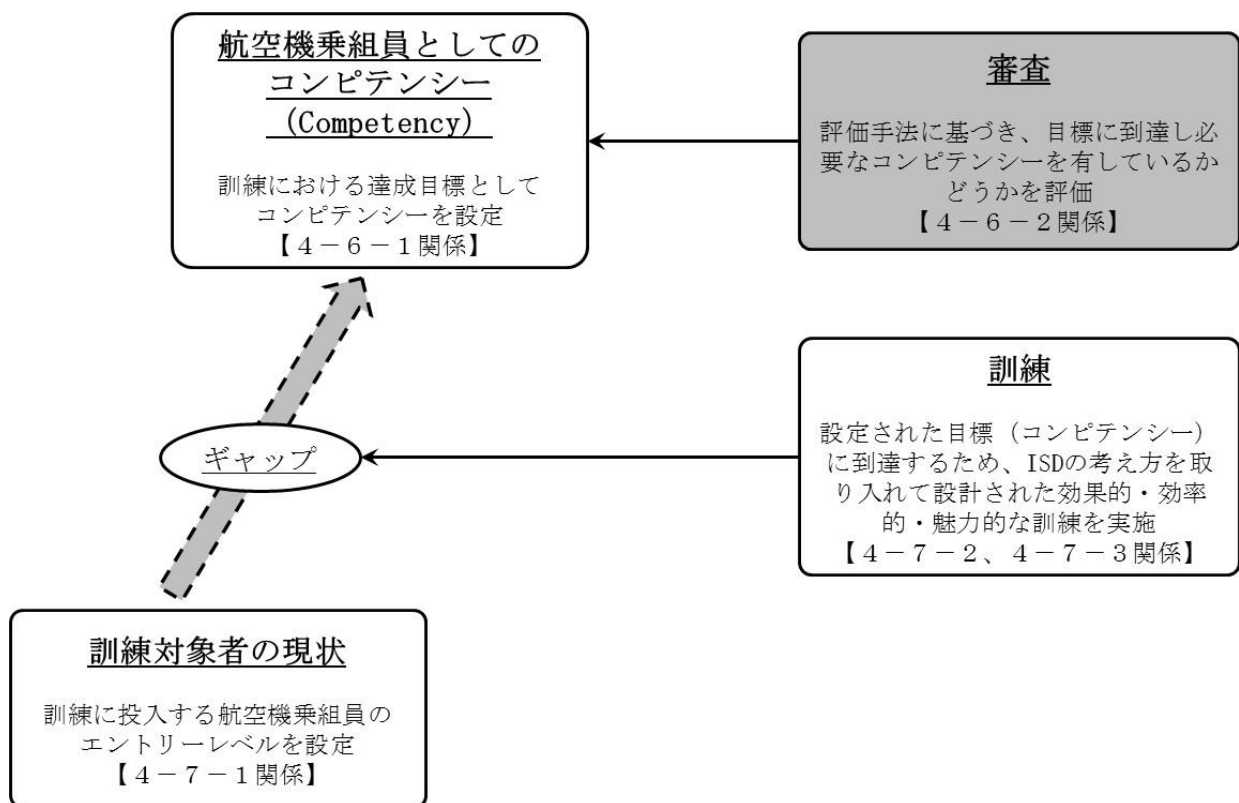 航空機乗組員としての
コンピテンシー
（Competency）
訓練における達成目標として
コンピテンシーを設定
【４－６－１関係】
審査
評価手法に基づき、目標に到達し必
要なコンピテンシーを有しているか
どうかを評価
【４－６－２関係】
ギャップ
訓練
設定された目標（コンピテンシー）
に到達するため、ISDの考え方を取
り入れて設計された効果的・効率
的・魅力的な訓練を実施
【４－７－２、４－７－３関係】
訓練対象者の現状
訓練に投入する航空機乗組員の
エントリーレベルを設定
【４－７－１関係】